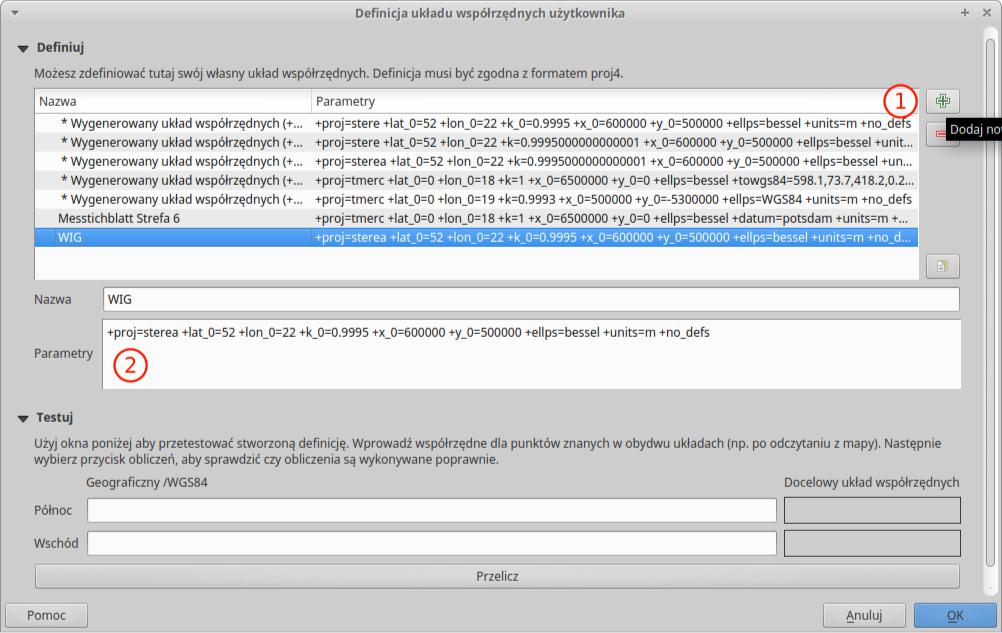 Definicja układu współrzędnych użytkownika
Definiuj
Możesz zdefiniować tutaj swój własny układ współrzędnych. Definicja musi być zgodna z formatem proj4.
Nazwa Parametry
1
* Wygenerowany układ współrzędnych (+... +proj=stere +lat_0=52 +lon_0=22 +k_0=0.9995 +x_0=600000 +y_0=500000 +ellps=bessel +units=m +no_defs
Dodaj no
* Wygenerowany układ współrzędnych (+... +proj=stere +lat_0=52 +lon_0=22 +k=0.9995000000000001 +x_0=600000 +y_0=500000 +ellps=bessel +unit...
* Wygenerowany układ współrzędnych (+... +proj=sterea +lat_0=52 +lon_0=22 +k=0.9995000000000001 +x_0=600000 +y_0=500000 +ellps=bessel +un...
* Wygenerowany układ współrzędnych (+... +proj=tmerc +lat_0=0 +lon_0=18 +k=1 +x_0=6500000 +y_0=0 +ellps=bessel +towgs84=598.1,73.7,418.2,0.2...
* Wygenerowany układ współrzędnych (+... +proj=tmerc +lat_0=0 +lon_0=19 +k=0.9993 +x_0=500000 +y_0=-5300000 +ellps=WGS84 +units=m +no_defs
Messtichblatt Strefa 6 +proj=tmerc +lat_0=0 +lon_0=18 +k=1 +x_0=6500000 +y_0=0 +ellps=bessel +datum=potsdam +units=m +...
WIG +proj=sterea +lat_0=52 +lon_0=22 +k_0=0.9995 +x_0=600000 +y_0=500000 +ellps=bessel +units=m +no_d...
Nazwa WIG
+proj=sterea +lat_0=52 +lon_0=22 +k_0=0.9995 +x_0=600000 +y_0=500000 +ellps=bessel +units=m +no_defs
Parametry
2
Testuj
Użyj okna poniżej aby przetestować stworzoną definicję. Wprowadź współrzędne dla punktów znanych w obydwu układach (np. po odczytaniu z mapy). Następnie
wybierz przycisk obliczeń, aby sprawdzić czy obliczenia są wykonywane poprawnie.
Geograficzny /WGS84 Docelowy układ współrzędnych
Północ
Wschód
Przelicz
Pomoc Anuluj OK